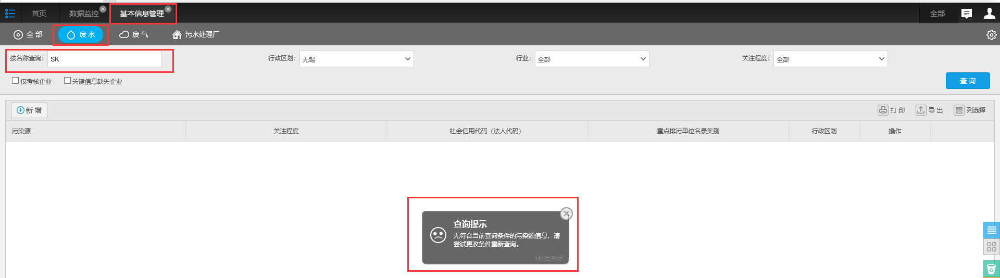 首页 数据监控 基本信息管理 全部
全部 废水 废气 污水处理厂
按名称查询: SK 行政区划: 无锡 行业: 全部 关注程度: 全部
仅考核企业 关键信息缺失企业 查询
新增 打印 导出 列选择
污染源 关注程度 社会信用代码（法人代码） 重点排污单位名录类别 行政区划 操作
查询提示
无符合当前查询条件的污染源信息，请
尝试更改条件重新查询。
1秒后关闭